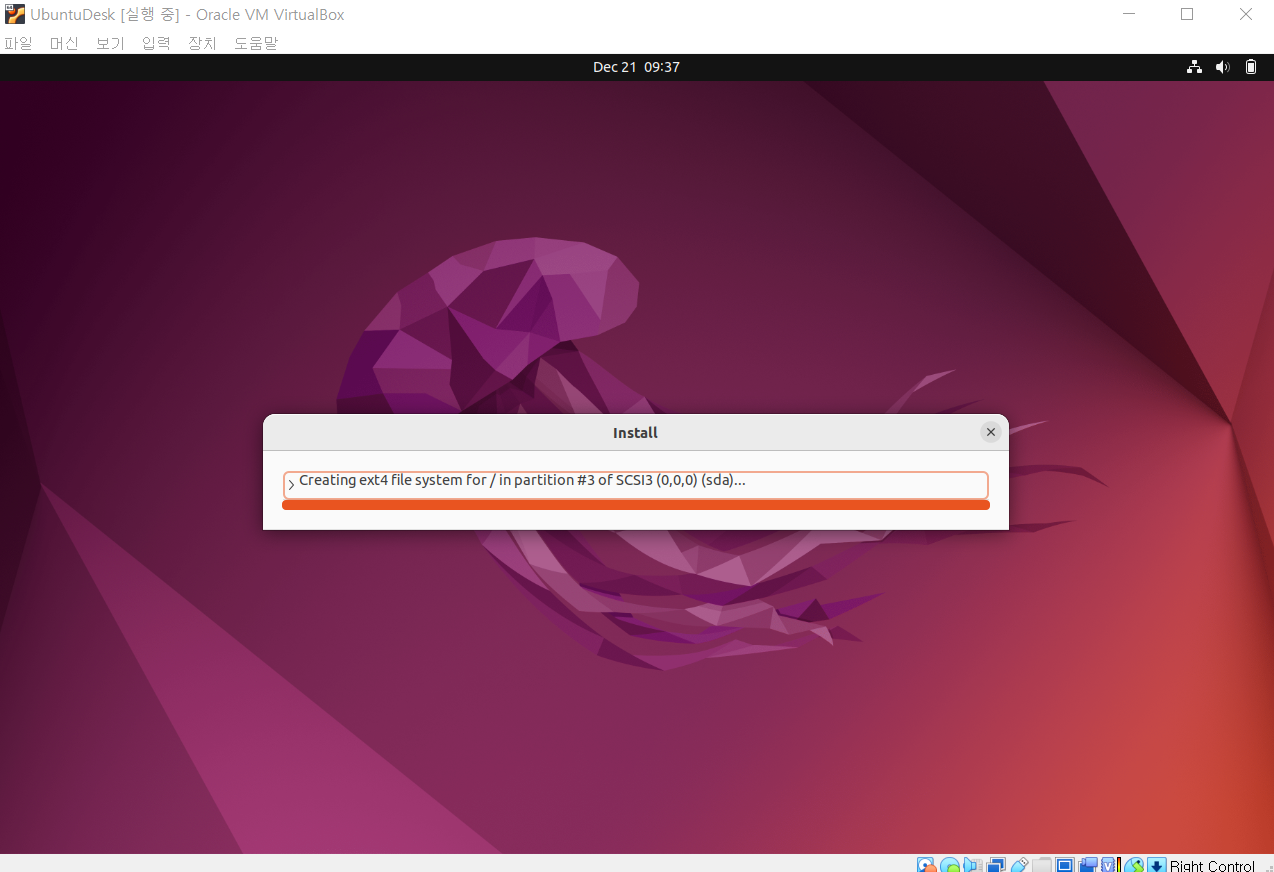 UbuntuDesk [실행 중] - Oracle VM VirtualBox
파일 머신 보기 입력 장치 도움말
Dec 21 09:37
Install
Creating ext4 file system for / in partition #3 of SCSI3 (0,0,0) (sda)...
Right Control